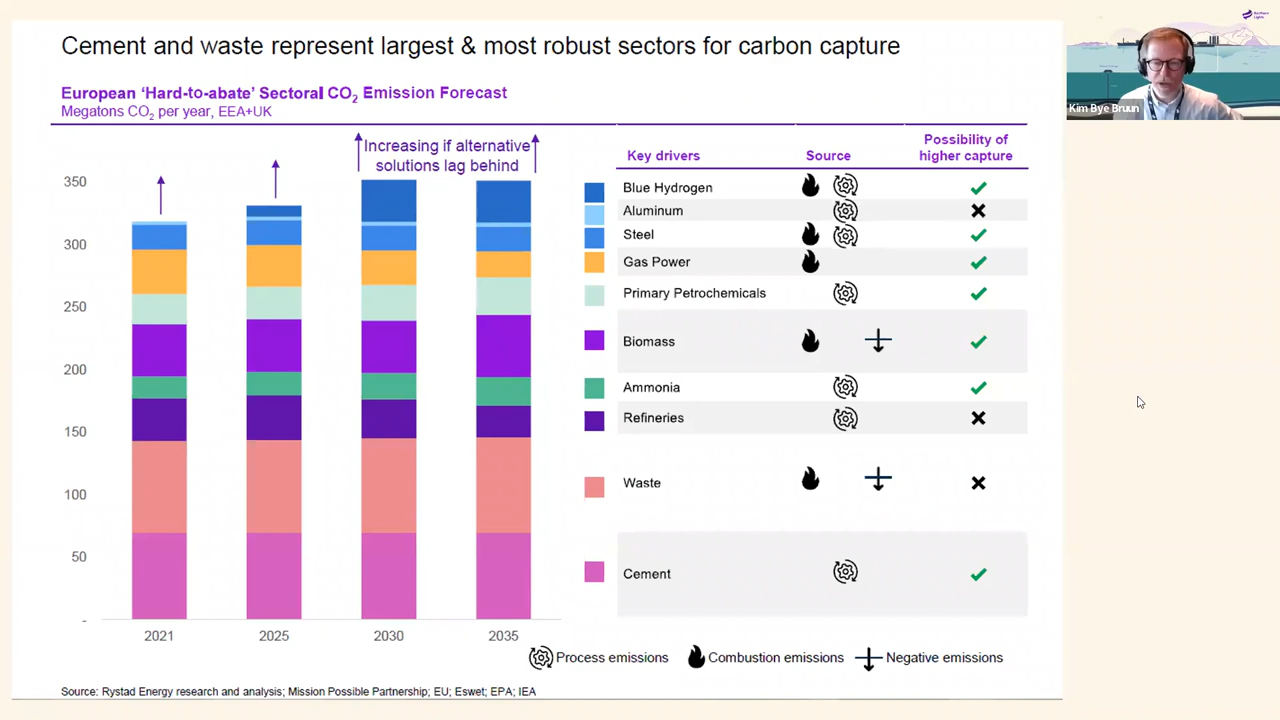 Cement and waste represent largest & most robust sectors for carbon capture
European ‘Hard-to-abate’ Sectoral CO2 Emission Forecast
Megatons CO2 per year, EEA+UK
Increasing if alternative
solutions lag behind
350
300
250
200
150
100
50
-
2021 2025 2030 2035
Key drivers Source Possibility of
higher capture
Blue Hydrogen
Aluminum
Steel
Gas Power
Primary Petrochemicals
Biomass
Ammonia
Refineries
Waste
Cement
Process emissions Combustion emissions Negative emissions
Source: Rystad Energy research and analysis; Mission Possible Partnership; EU; Eswet; EPA; IEA
Northern
Lights
Kim Bye Bruun